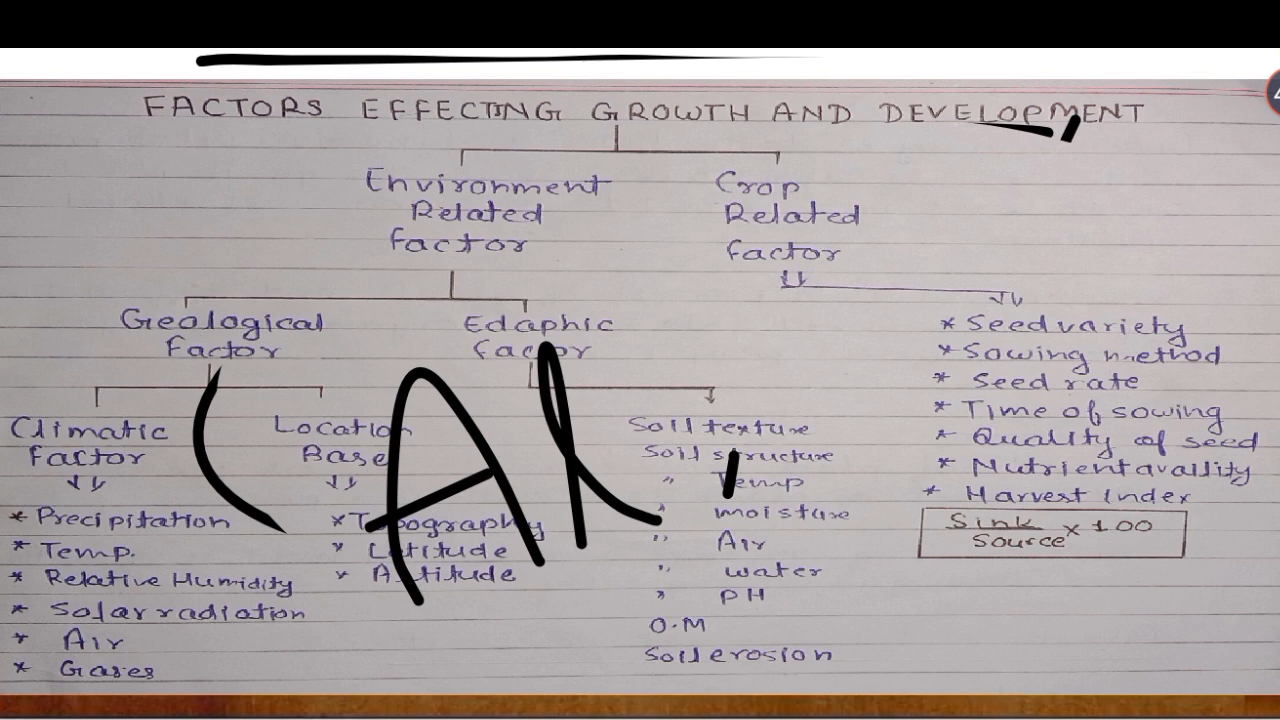 FACTORS EFFECTING GROWTH AND DEVELOPMENT
Environment
Related
factor
Crop
Related
factor
Geological
Factor
Edaphic
factor
Climatic
factor
* Precipitation
* Temp.
* Relative Humidity
* Solar radiation
* Air
* Gases
Location
Base
* Topography
" Latitude
" Altitude
Soil texture
Soil structure
" Temp
" moisture
" Air
" water
" PH
O.M
Soil erosion
* Seed variety
* Sowing method
* Seed rate
* Time of sowing
* Quality of seed
* Nutrient availity
* Harvest Index
Sink
Source × 100
(Al